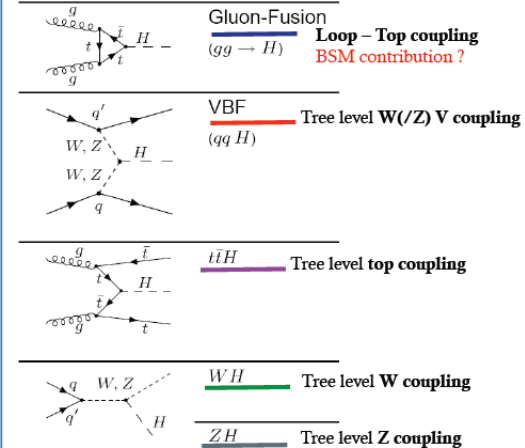 g
g
t
t̄
t
H
Gluon-Fusion
(gg → H)
Loop – Top coupling
BSM contribution ?
q'
W, Z
W, Z
q
H
VBF
(qq H)
Tree level W(/Z) V coupling
g
g
t̄
t
t̄
t
H
tt̄H
Tree level top coupling
q
q'
W, Z
H
WH
Tree level W coupling
ZH
Tree level Z coupling